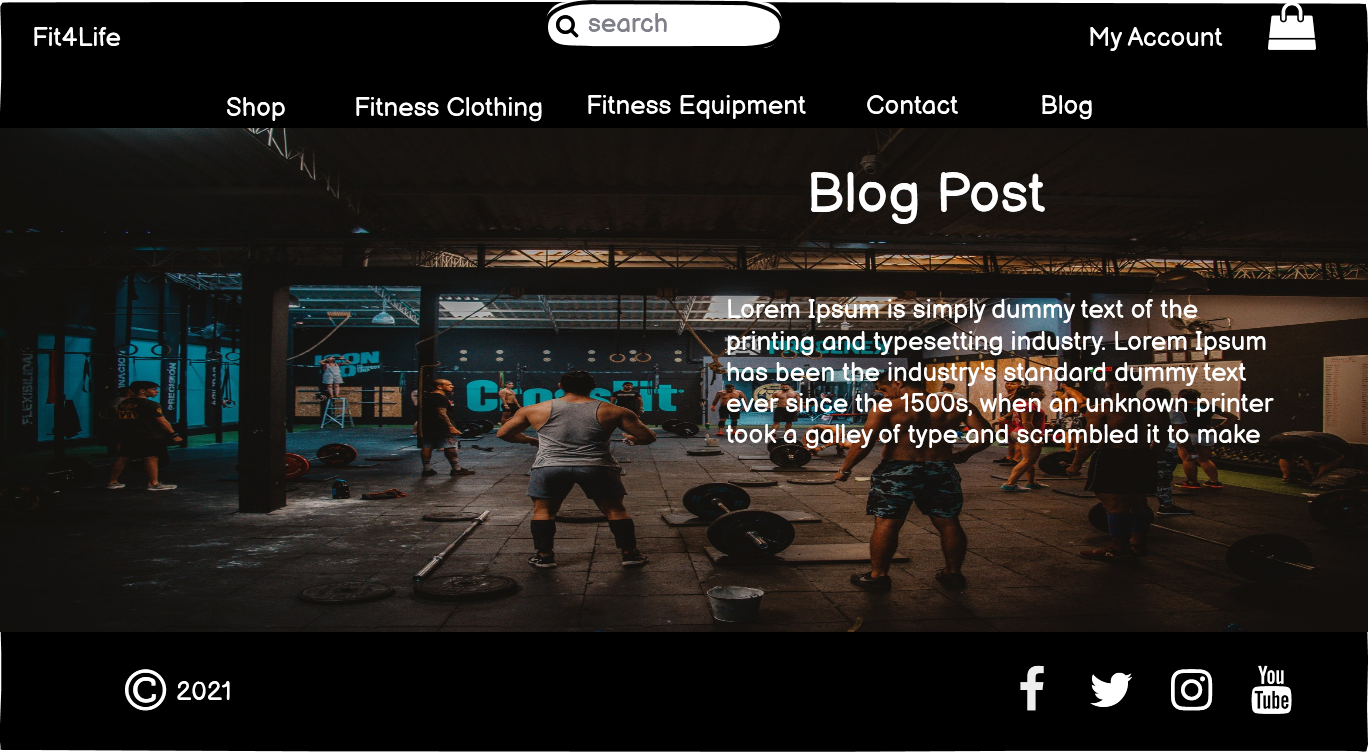 Fit4Life
search
My Account
Shop
Fitness Clothing
Fitness Equipment
Contact
Blog
Blog Post
Lorem Ipsum is simply dummy text of the
printing and typesetting industry. Lorem Ipsum
has been the industry's standard dummy text
ever since the 1500s, when an unknown printer
took a galley of type and scrambled it to make
FLEXIBILIDAD
PRECISIÓN
CrossFit
© 2021
You
Tube